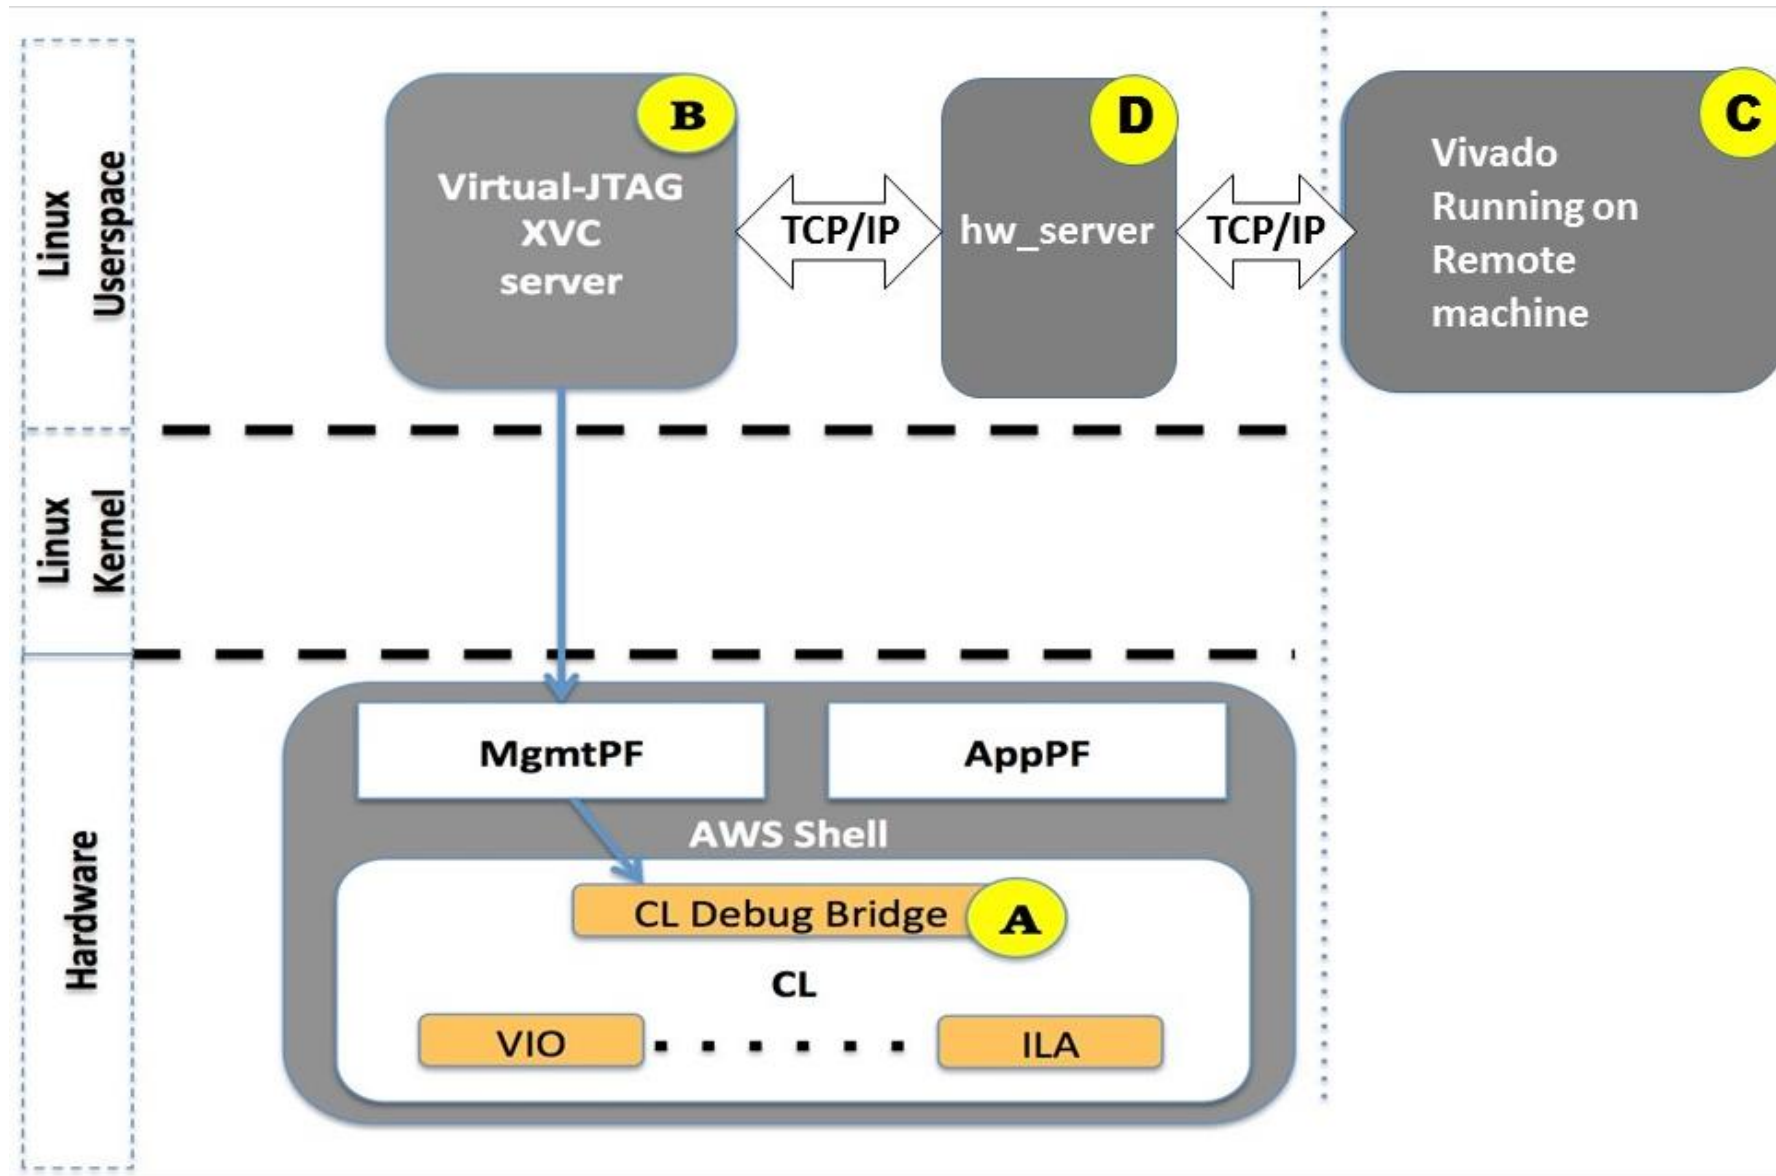 Linux
Userspace
B
Virtual-JTAG
XVC
server
TCP/IP
D
hw_server
TCP/IP
C
Vivado
Running on
Remote
machine
Linux
Kernel
Hardware
MgmtPF
AppPF
AWS Shell
CL Debug Bridge
A
CL
VIO
ILA